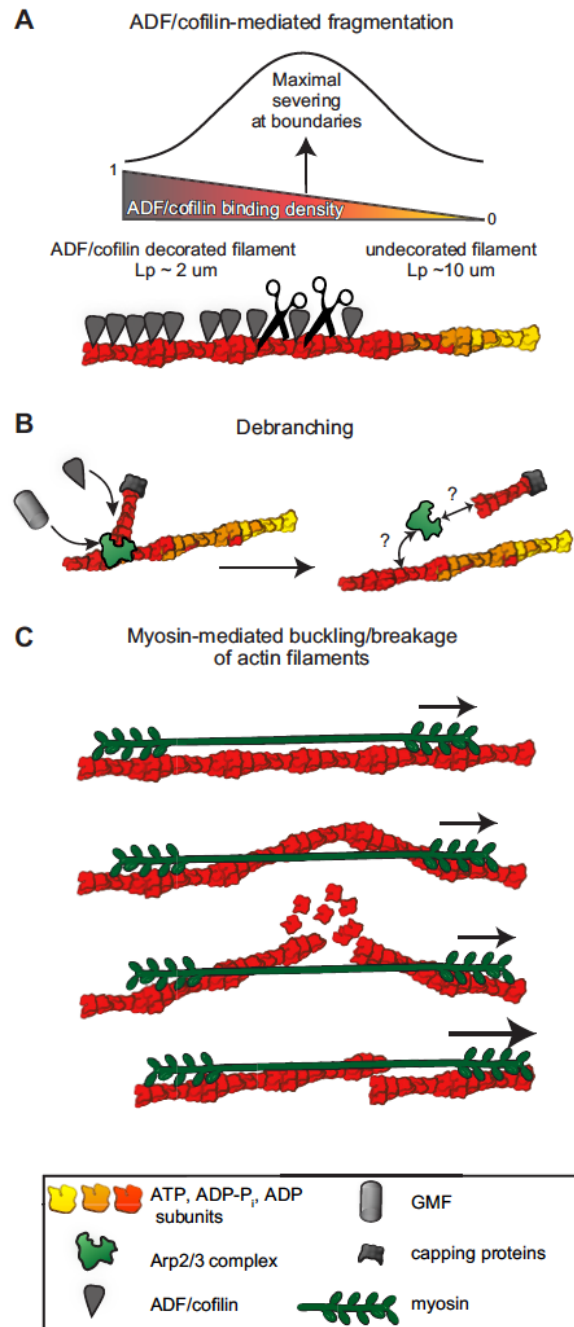 A
ADF/cofilin-mediated fragmentation
Maximal
severing
at boundaries
1
ADF/cofilin binding density
0
ADF/cofilin decorated filament
Lp ~ 2 um
undecorated filament
Lp ~10 um
B
Debranching
?
?
C
Myosin-mediated buckling/breakage
of actin filaments
ATP, ADP-Pi, ADP
subunits
GMF
Arp2/3 complex
capping proteins
ADF/cofilin
myosin